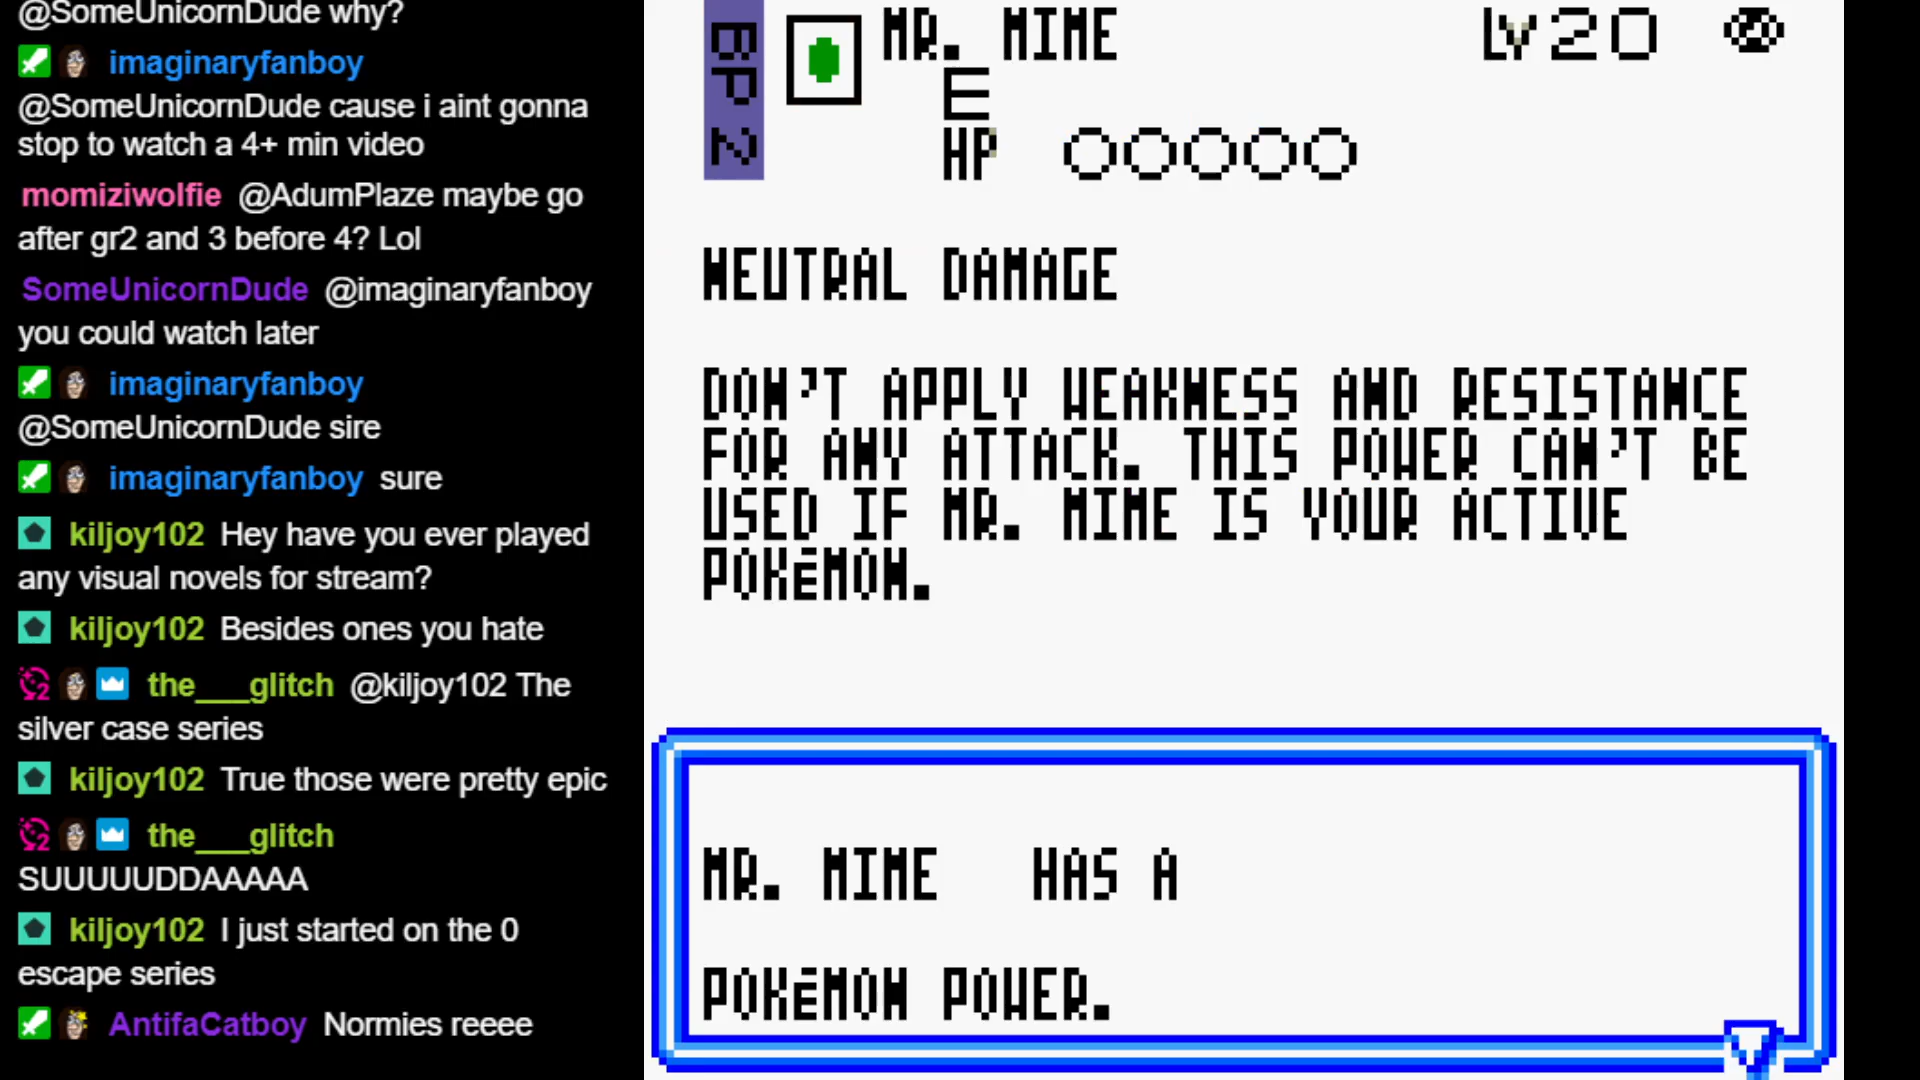 @SomeUnicornDude why?
imaginaryfanboy
@SomeUnicornDude cause i aint gonna
stop to watch a 4+ min video
momiziwolfie @AdumPlaze maybe go
after gr2 and 3 before 4? Lol
SomeUnicornDude @imaginaryfanboy
you could watch later
imaginaryfanboy
@SomeUnicornDude sire
imaginaryfanboy sure
kiljoy102 Hey have you ever played
any visual novels for stream?
kiljoy102 Besides ones you hate
the___glitch @kiljoy102 The
silver case series
kiljoy102 True those were pretty epic
the___glitch
SUUUUUDDAAAAA
kiljoy102 I just started on the 0
escape series
AntifaCatboy Normies reeee
GP2
MR. MIME Lv20
E
HP
NEUTRAL DAMAGE
DON'T APPLY WEAKNESS AND RESISTANCE
FOR ANY ATTACK. THIS POWER CAN'T BE
USED IF MR. MIME IS YOUR ACTIVE
POKéMON.
MR. MIME HAS A
POKéMON POWER.